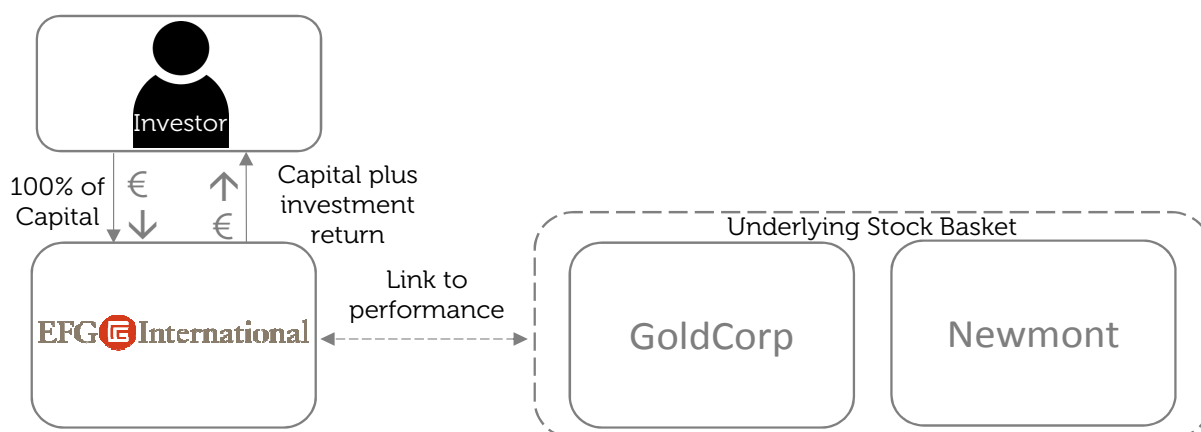 Investor
100% of
Capital
€
€
Capital plus
investment
return
EFG International
Link to
performance
Underlying Stock Basket
GoldCorp
Newmont